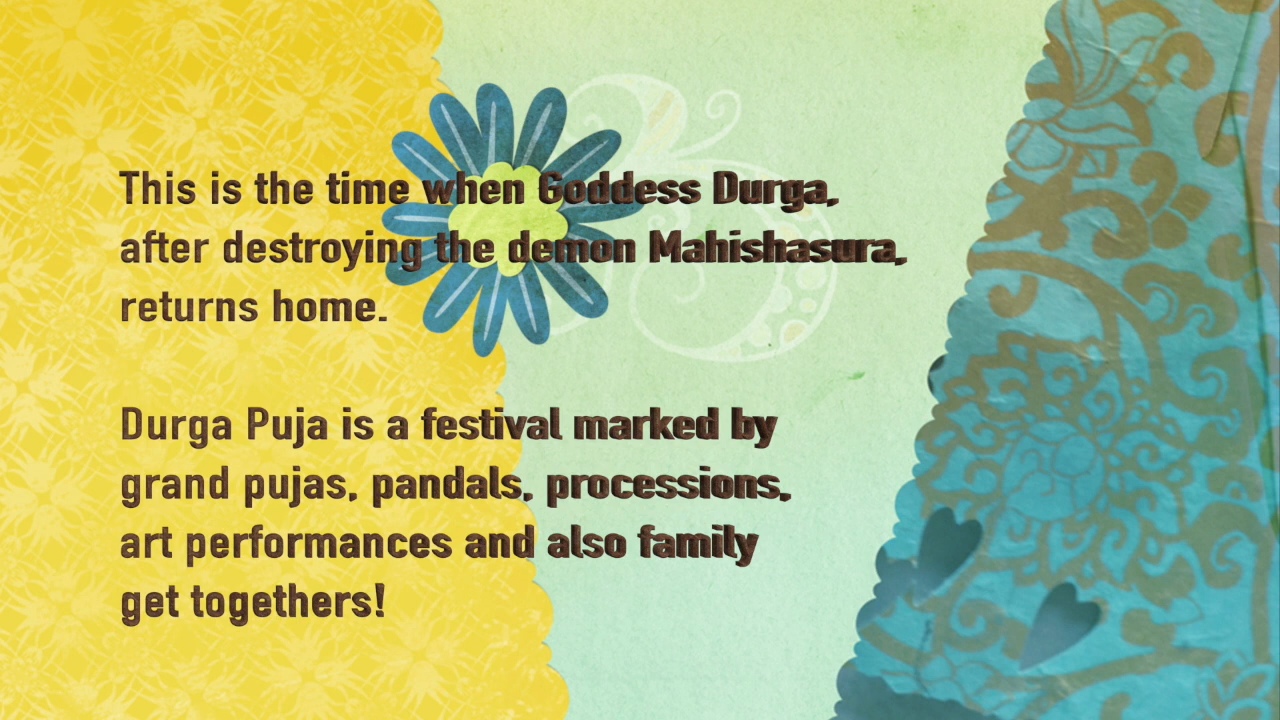 This is the time when Goddess Durga,
after destroying the demon Mahishasura,
returns home.
Durga Puja is a festival marked by
grand pujas, pandals, processions,
art performances and also family
get togethers!